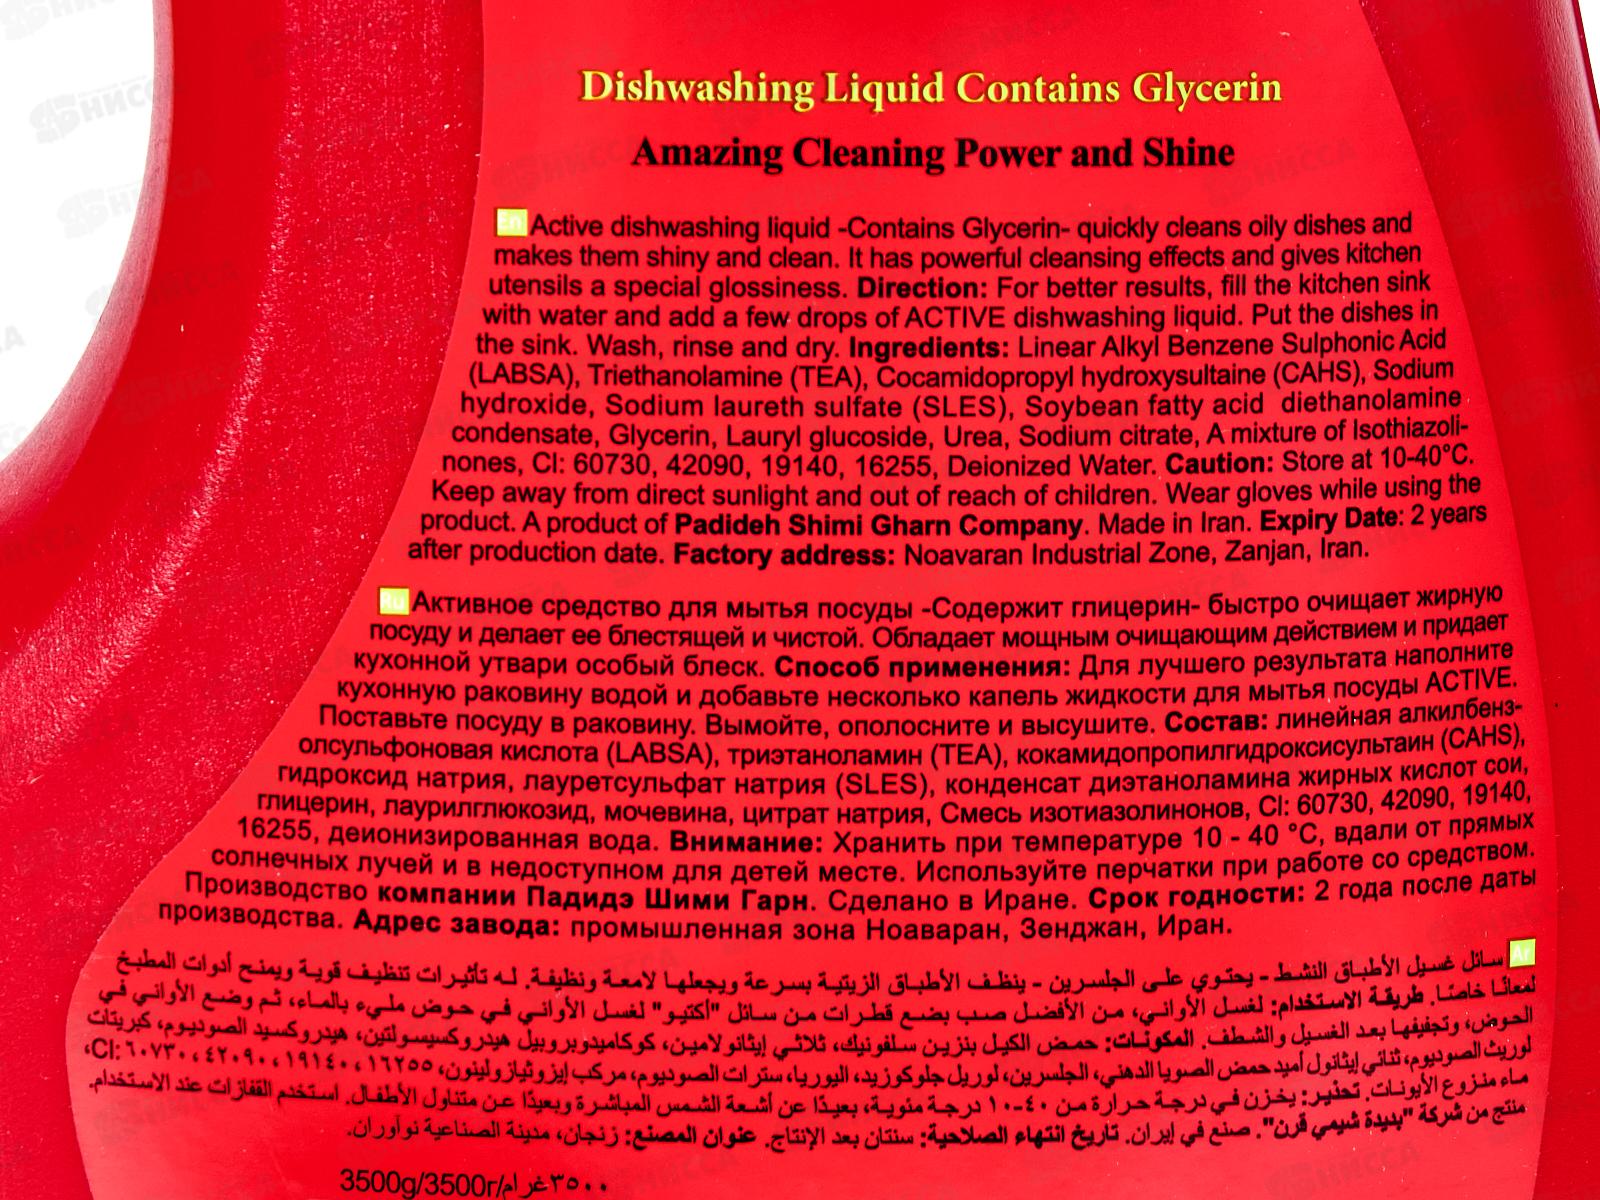 Dishwashing Liquid Contains Glycerin
Amazing Cleaning Power and Shine
En Active dishwashing liquid -Contains Glycerin- quickly cleans oily dishes and
makes them shiny and clean. It has powerful cleansing effects and gives kitchen
utensils a special glossiness. Direction: For better results, fill the kitchen sink
with water and add a few drops of ACTIVE dishwashing liquid. Put the dishes in
the sink. Wash, rinse and dry. Ingredients: Linear Alkyl Benzene Sulphonic Acid
(LABSA), Triethanolamine (TEA), Cocamidopropyl hydroxysultaine (CAHS), Sodium
hydroxide, Sodium laureth sulfate (SLES), Soybean fatty acid diethanolamine
condensate, Glycerin, Lauryl glucoside, Urea, Sodium citrate, A mixture of Isothiazoli-
nones, CI: 60730, 42090, 19140, 16255, Deionized Water. Caution: Store at 10-40°C.
Keep away from direct sunlight and out of reach of children. Wear gloves while using the
product. A product of Padideh Shimi Gharn Company. Made in Iran. Expiry Date: 2 years
after production date. Factory address: Noavaran Industrial Zone, Zanjan, Iran.
Ru Активное средство для мытья посуды -Содержит глицерин- быстро очищает жирную
посуду и делает ее блестящей и чистой. Обладает мощным очищающим действием и придает
кухонной утвари особый блеск. Способ применения: Для лучшего результата наполните
кухонную раковину водой и добавьте несколько капель жидкости для мытья посуды ACTIVE.
Поставьте посуду в раковину. Вымойте, ополосните и высушите. Состав: линейная алкилбенз-
олсульфоновая кислота (LABSA), триэтаноламин (TEA), кокамидопропилгидроксисультаин (CAHS),
гидроксид натрия, лауретсульфат натрия (SLES), конденсат диэтаноламина жирных кислот сои,
глицерин, лаурилглюкозид, мочевина, цитрат натрия, Смесь изотиазолинонов, CI: 60730, 42090, 19140,
16255, деионизированная вода. Внимание: Хранить при температуре 10 - 40 °C, вдали от прямых
солнечных лучей и в недоступном для детей месте. Используйте перчатки при работе со средством.
Производство компании Падидэ Шими Гарн. Сделано в Иране. Срок годности: 2 года после даты
производства. Адрес завода: промышленная зона Ноаваран, Зенджан, Иран.
Ar سائل غسيل الأطباق النشط - يحتوي على الجلسرين - ينظف الأطباق الزيتية بسرعة ويجعلها لامعة ونظيفة. له تأثيرات تنظيف قوية ويمنح أدوات المطبخ
لمعانًا خاصًا. طريقة الاستخدام: لغسل الأواني، من الأفضل صب بضع قطرات من سائل "أكتيو" لغسل الأواني في حوض مليء بالماء، ثم وضع الأواني في
الحوض، وتجفيفها بعد الغسيل والشطف. المكونات: حمض الكيل بنزين سلفونيك، ثلاثي إيثانولامين، كوكاميدوبروبيل هيدروكسيسولتين، هيدروكسيد الصوديوم، كبريتات
لوريث الصوديوم، ثنائي إيثانول أميد حمض الصويا الدهني، الجلسرين، لوريل جلوكوزيد، اليوريا، سترات الصوديوم، مركب إيزوثيازولينون، CI: ٦٠٧٣٠ ، ٤٢٠٩٠ ، ١٩١٤٠ ، ١٦٢٥٥،
ماء منزوع الأيونات. تحذير: يخزن في درجة حرارة من ٤٠-١٠ درجة مئوية، بعيدًا عن أشعة الشمس المباشرة وبعيدًا عن متناول الأطفال. استخدم القفازات عند الاستخدام.
منتج من شركة "بديدة شيمي قرن". صنع في إيران. تاريخ انتهاء الصلاحية: سنتان بعد الإنتاج. عنوان المصنع: زنجان، مدينة الصناعية نوآوران.
3500g/3500г/٣٥٠٠غرام